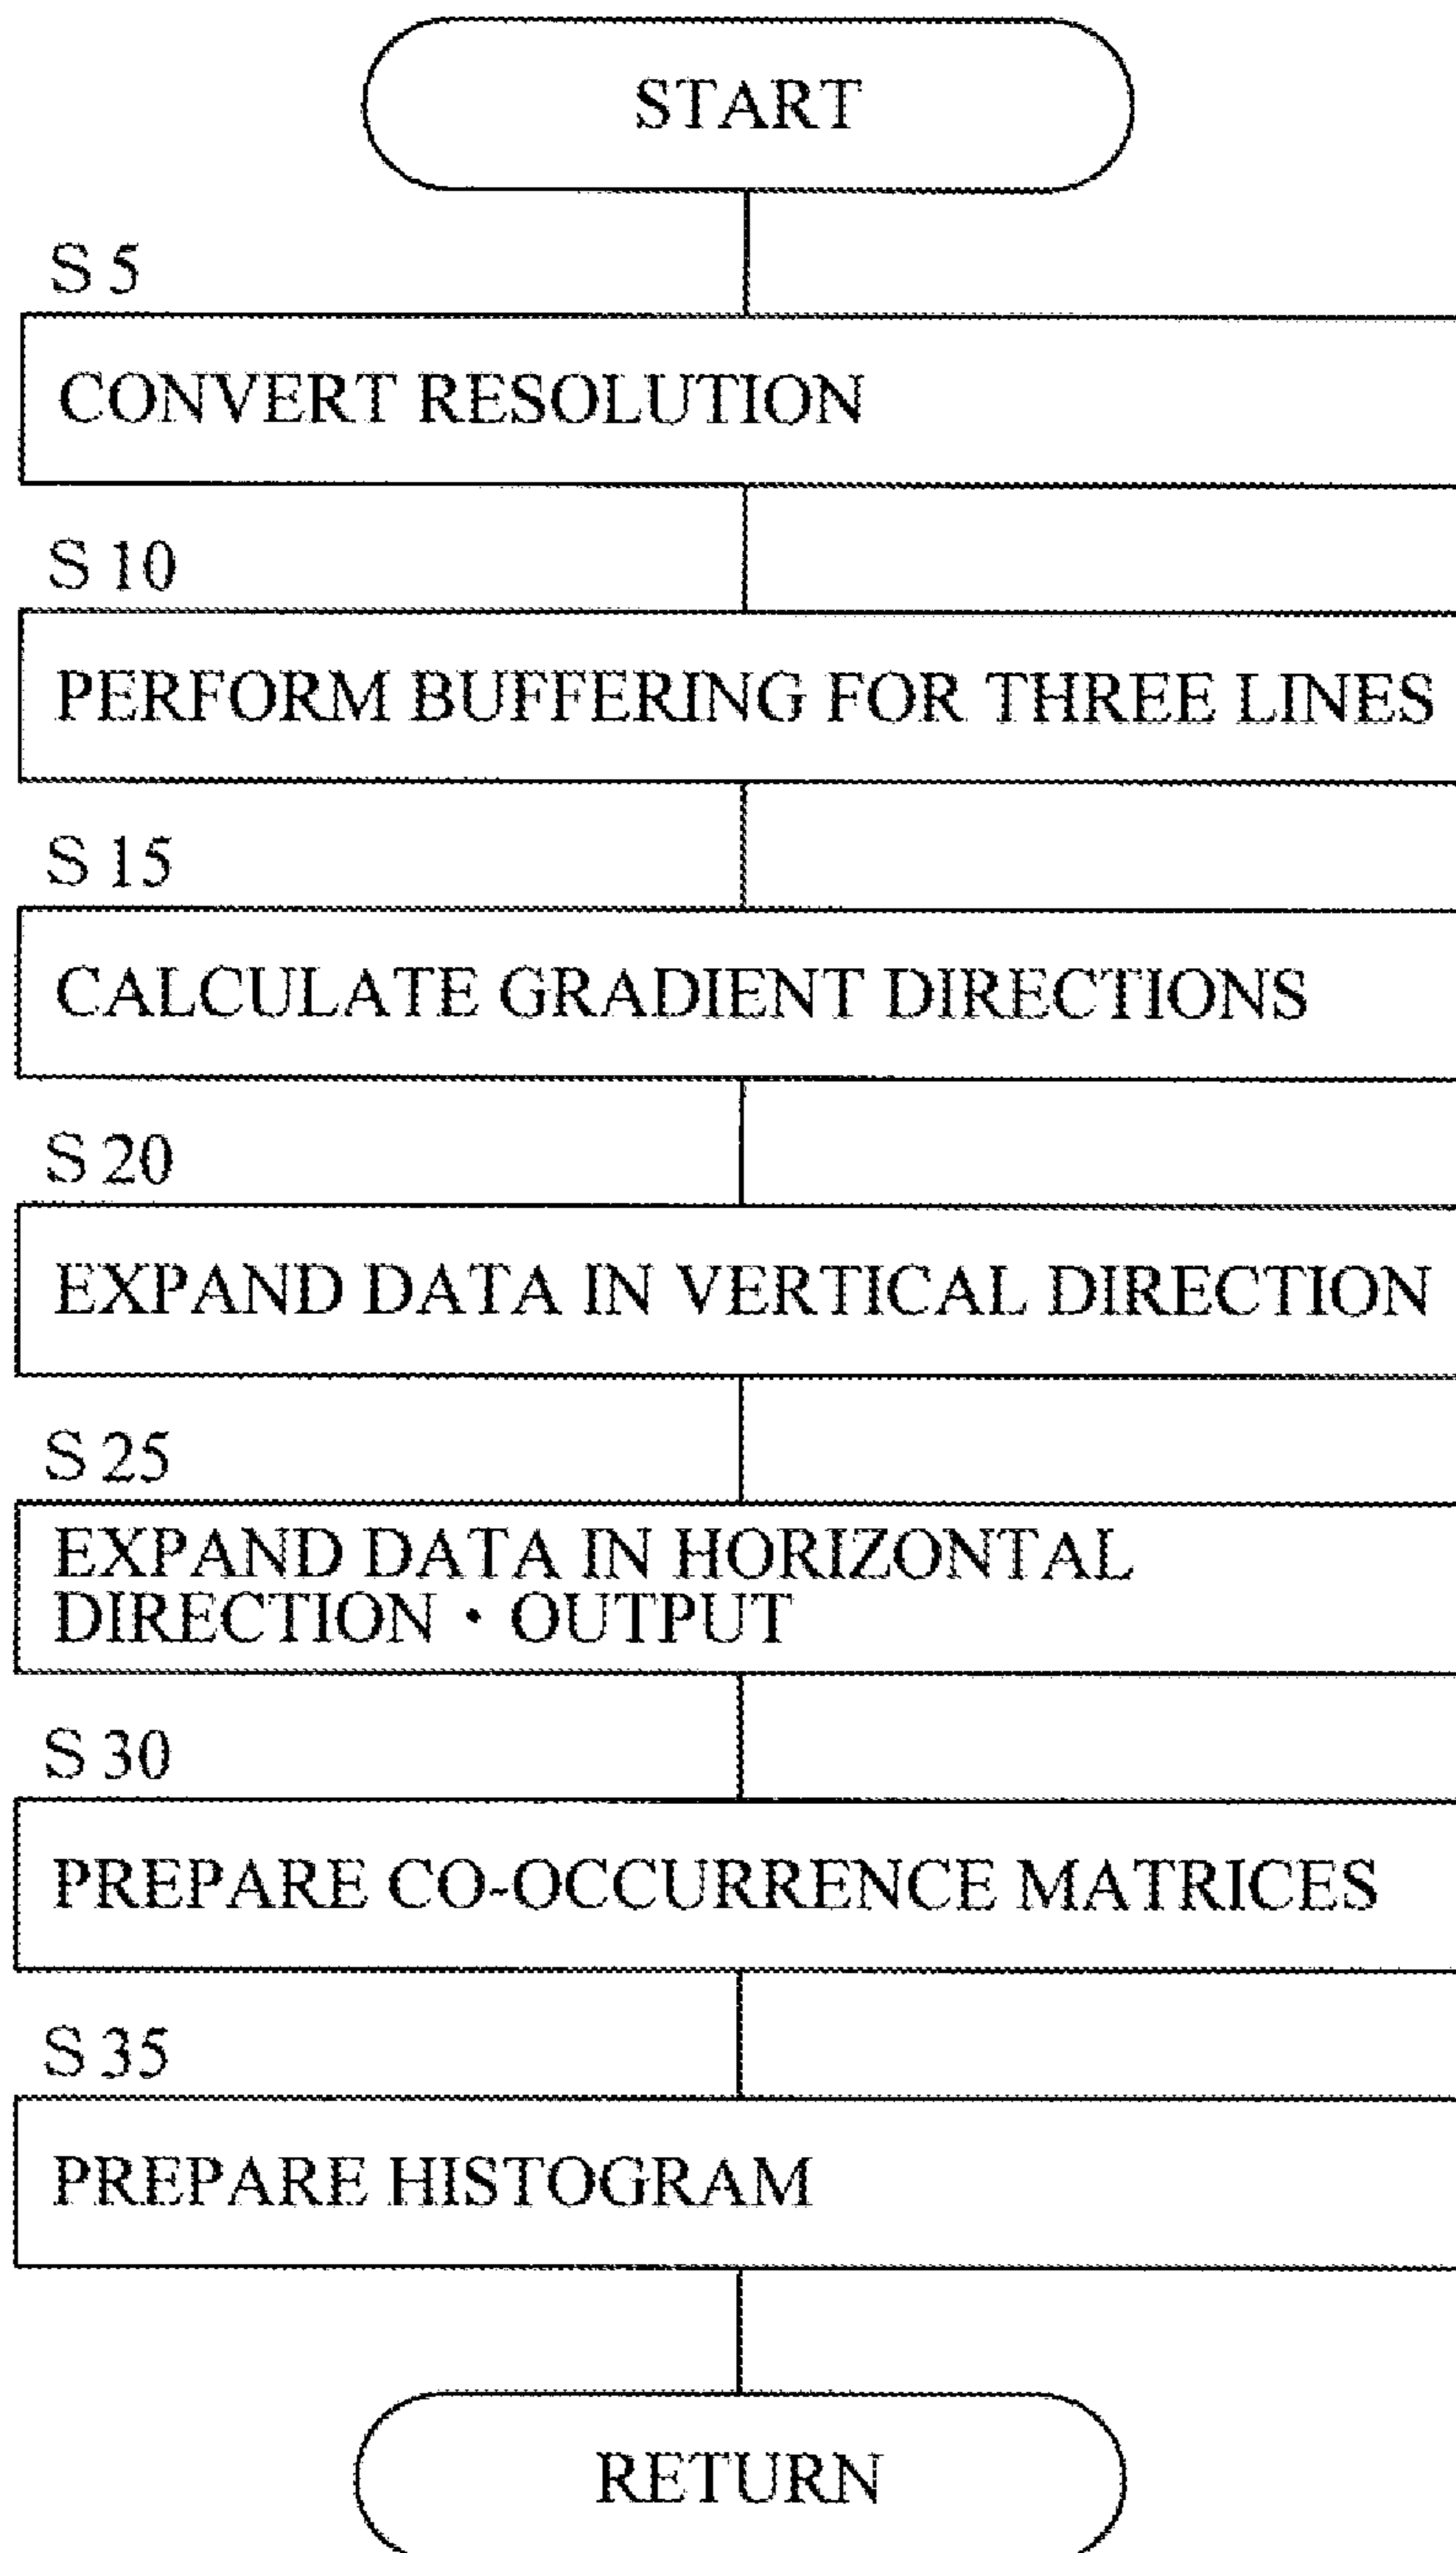 START
S 5
CONVERT RESOLUTION
S 10
PERFORM BUFFERING FOR THREE LINES
S 15
CALCULATE GRADIENT DIRECTIONS
S 20
EXPAND DATA IN VERTICAL DIRECTION
S 25
EXPAND DATA IN HORIZONTAL
DIRECTION・OUTPUT
S 30
PREPARE CO-OCCURRENCE MATRICES
S 35
PREPARE HISTOGRAM
RETURN